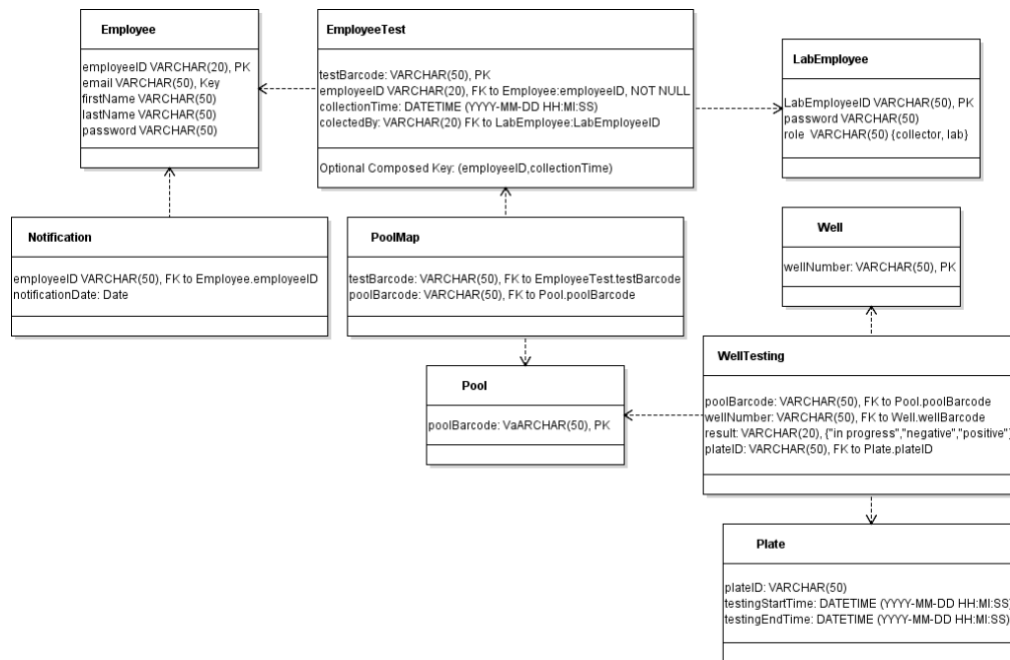 Employee
employeeID VARCHAR(20), PK
email VARCHAR(50), Key
firstName VARCHAR(50)
lastName VARCHAR(50)
password VARCHAR(50)
EmployeeTest
testBarcode: VARCHAR(50), PK
employeeID VARCHAR(20), FK to Employee:employeeID, NOT NULL
collectionTime: DATETIME (YYYY-MM-DD HH:MI:SS)
colectedBy: VARCHAR(20) FK to LabEmployee:LabEmployeeID
Optional Composed Key: (employeeID,collectionTime)
LabEmployee
LabEmployeeID VARCHAR(50), PK
password VARCHAR(50)
role VARCHAR(50) {collector, lab}
Notification
employeeID VARCHAR(50), FK to Employee.employeeID
notificationDate: Date
PoolMap
testBarcode: VARCHAR(50), FK to EmployeeTest.testBarcode
poolBarcode: VARCHAR(50), FK to Pool.poolBarcode
Well
wellNumber: VARCHAR(50), PK
Pool
poolBarcode: VaARCHAR(50), PK
WellTesting
poolBarcode: VARCHAR(50), FK to Pool.poolBarcode
wellNumber: VARCHAR(50), FK to Well.wellBarcode
result: VARCHAR(20), {"in progress","negative","positive"}
plateID: VARCHAR(50), FK to Plate.plateID
Plate
plateID: VARCHAR(50)
testingStartTime: DATETIME (YYYY-MM-DD HH:MI:SS)
testingEndTime: DATETIME (YYYY-MM-DD HH:MI:SS)